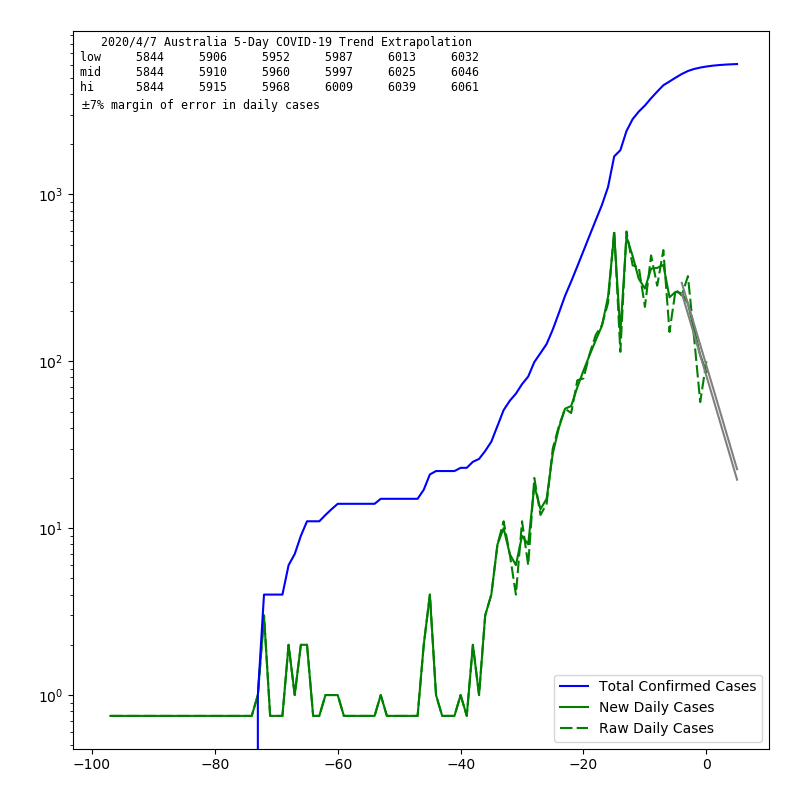 2020/4/7 Australia 5-Day COVID-19 Trend Extrapolation
low 5844 5906 5952 5987 6013 6032
mid 5844 5910 5960 5997 6025 6046
hi 5844 5915 5968 6009 6039 6061
±7% margin of error in daily cases
10³
10²
10¹
10⁰
Total Confirmed Cases
New Daily Cases
Raw Daily Cases
−100 −80 −60 −40 −20 0